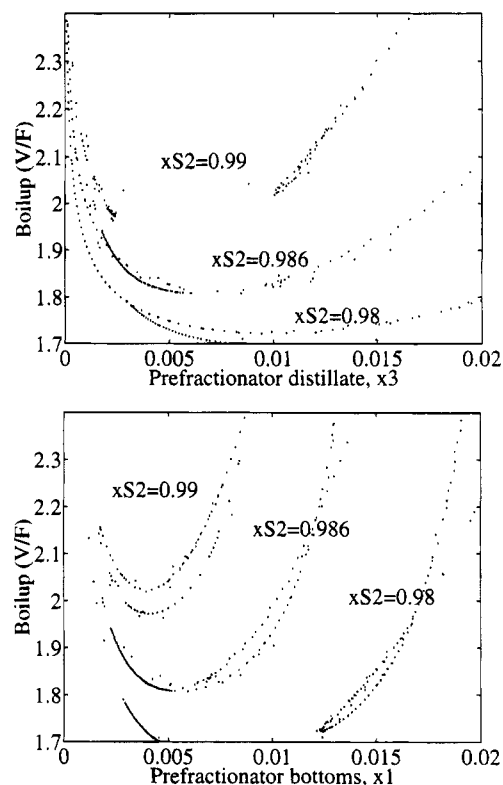 2.3
2.2
2.1
2
1.9
1.8
1.7
Boilup (V/F)
xS2=0.99
xS2=0.986
xS2=0.98
0 0.005 0.01 0.015 0.02
Prefractionator distillate, x3
2.3
2.2
2.1
2
1.9
1.8
1.7
Boilup (V/F)
xS2=0.99
xS2=0.986
xS2=0.98
0 0.005 0.01 0.015 0.02
Prefractionator bottoms, x1